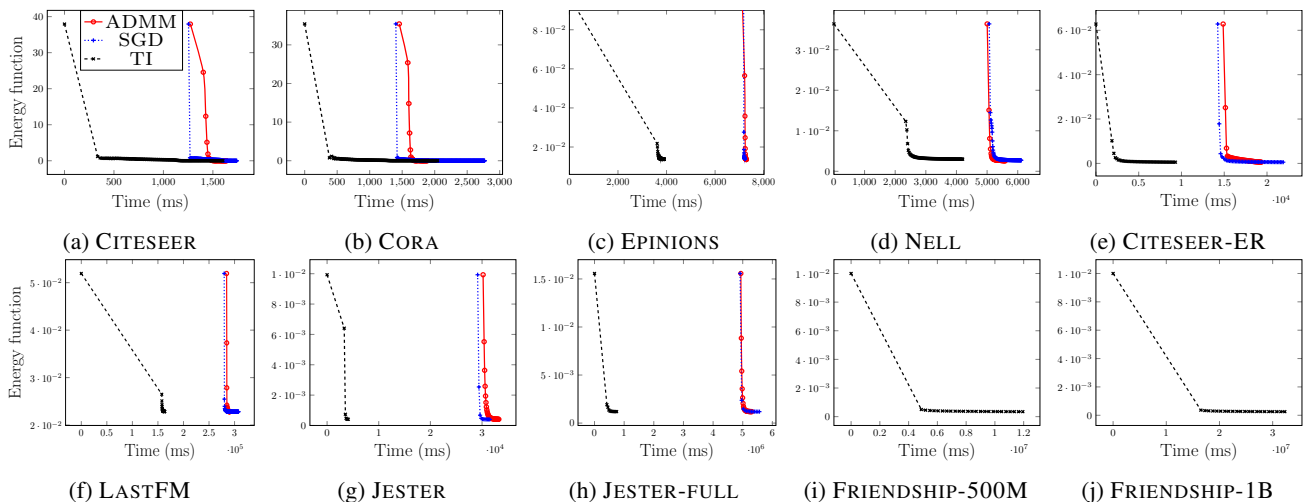 ADMM
SGD
TI
Energy function
40
30
20
10
0
0 500 1,000 1,500
Time (ms)
(a) CITESEER
40
30
20
10
0
0 500 1,000 1,500 2,000 2,500 3,000
Time (ms)
(b) CORA
8 · 10⁻²
6 · 10⁻²
4 · 10⁻²
2 · 10⁻²
0 2,000 4,000 6,000 8,000
Time (ms)
(c) EPINIONS
3 · 10⁻²
2 · 10⁻²
1 · 10⁻²
0
0 1,000 2,000 3,000 4,000 5,000 6,000
Time (ms)
(d) NELL
6 · 10⁻²
4 · 10⁻²
2 · 10⁻²
0
0 0.5 1 1.5 2
·10⁴
Time (ms)
(e) CITESEER-ER
Energy function
5 · 10⁻²
4 · 10⁻²
3 · 10⁻²
2 · 10⁻²
0 1 2 3
·10⁵
Time (ms)
(f) LASTFM
1 · 10⁻²
8 · 10⁻³
6 · 10⁻³
4 · 10⁻³
2 · 10⁻³
0
0 1 2 3
·10⁴
Time (ms)
(g) JESTER
1.5 · 10⁻²
1 · 10⁻²
5 · 10⁻³
0
0 1 2 3 4 5 6
·10⁶
Time (ms)
(h) JESTER-FULL
1 · 10⁻²
8 · 10⁻³
6 · 10⁻³
4 · 10⁻³
2 · 10⁻³
0
0 0.2 0.4 0.6 0.8 1 1.2
·10⁷
Time (ms)
(i) FRIENDSHIP-500M
1 · 10⁻²
8 · 10⁻³
6 · 10⁻³
4 · 10⁻³
2 · 10⁻³
0
0 1 2 3
·10⁷
Time (ms)
(j) FRIENDSHIP-1B